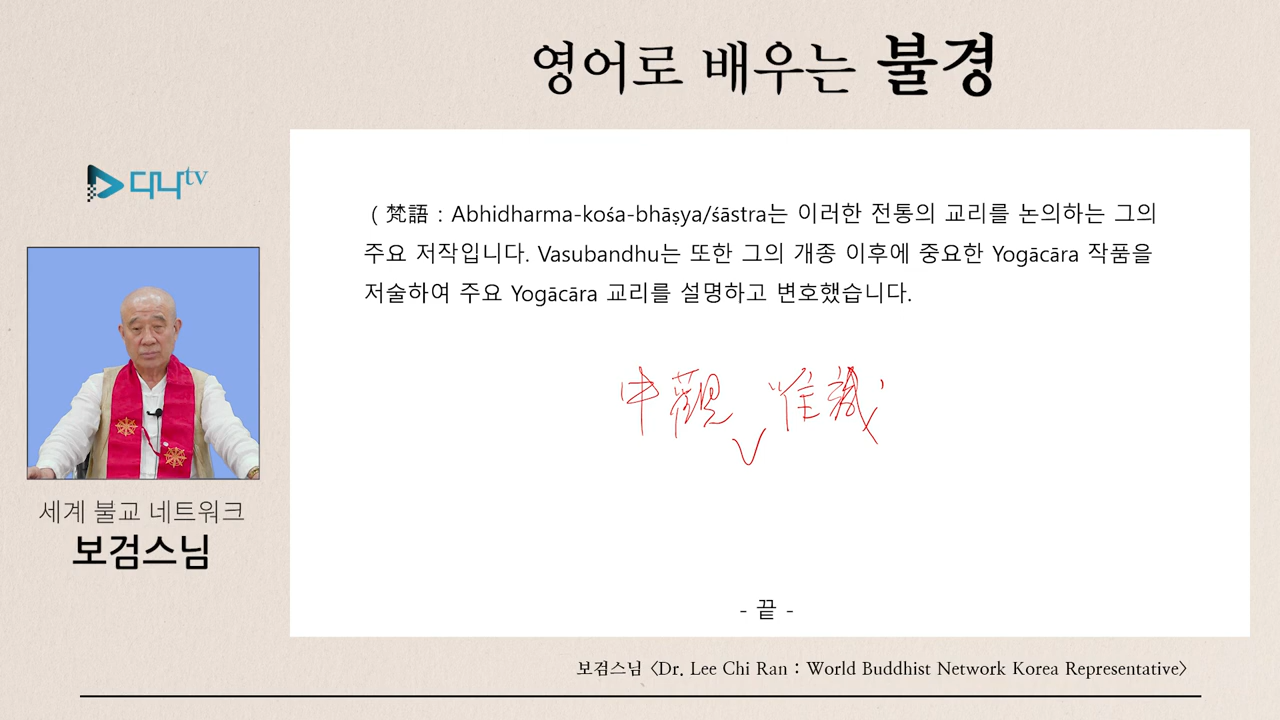 영어로 배우는 불경
디나tv
( 梵語 : Abhidharma-kośa-bhāṣya/śāstra는 이러한 전통의 교리를 논의하는 그의
주요 저작입니다. Vasubandhu는 또한 그의 개종 이후에 중요한 Yogācāra 작품을
저술하여 주요 Yogācāra 교리를 설명하고 변호했습니다.
中觀 唯識
- 끝 -
세계 불교 네트워크
보검스님
보검스님 <Dr. Lee Chi Ran : World Buddhist Network Korea Representative>